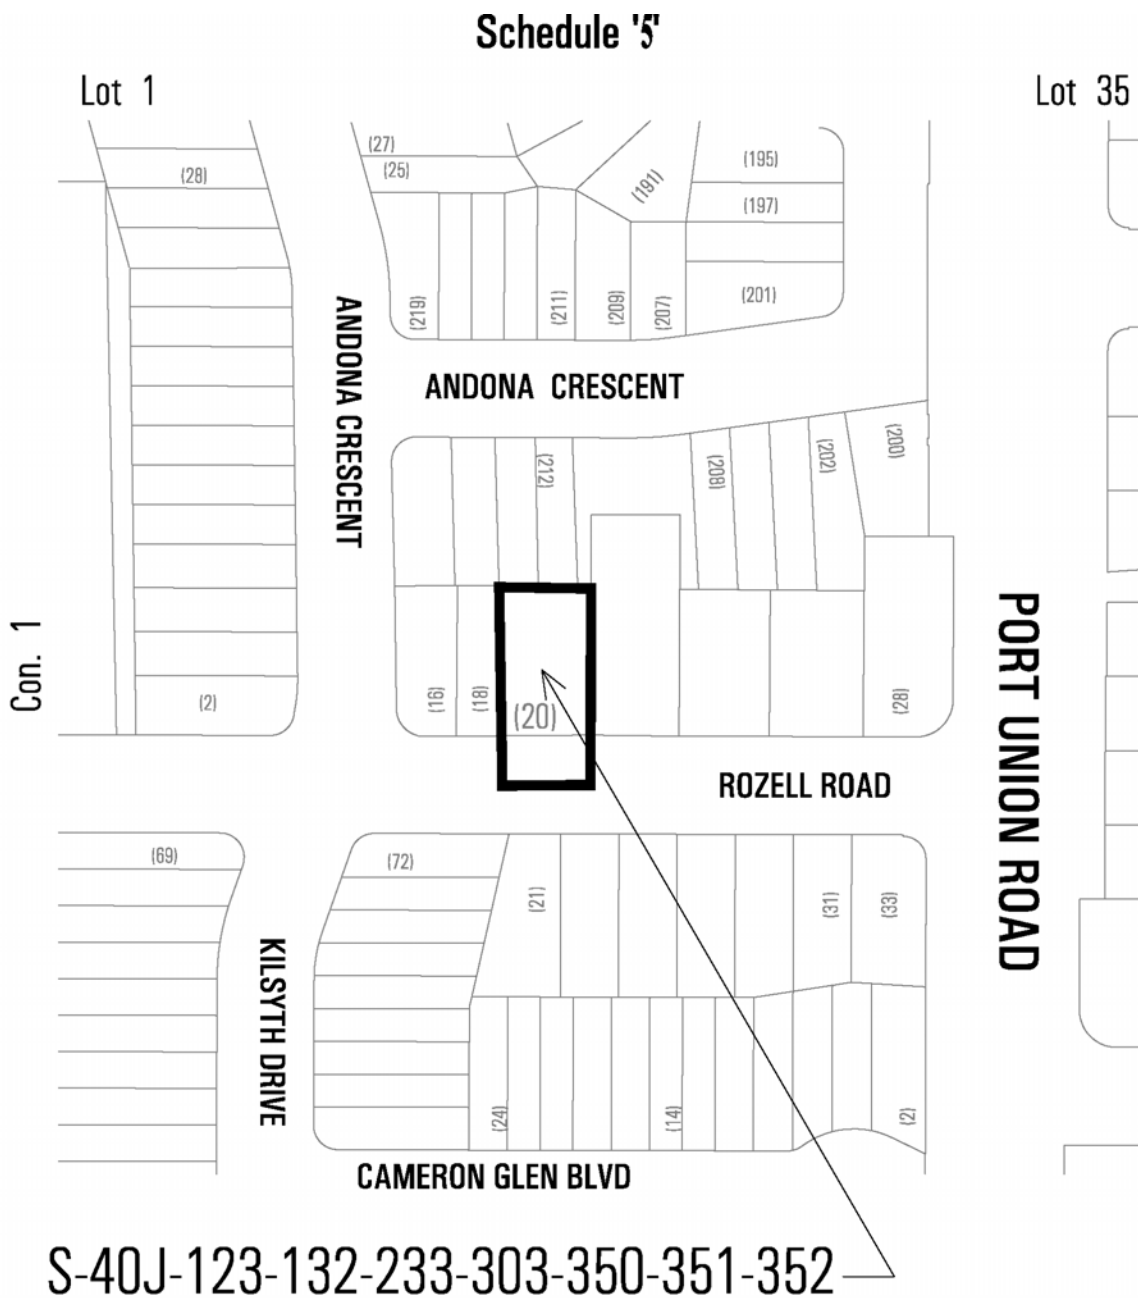 Schedule '5'
Lot 1
Lot 35
(27)
(25)
(28)
(191)
(195)
(197)
(201)
(219)
(211)
(209)
(207)
ANDONA CRESCENT
ANDONA CRESCENT
(212)
(208)
(202)
(200)
Con. 1
(2)
(16)
(18)
(20)
(28)
PORT UNION ROAD
ROZELL ROAD
(69)
(72)
(21)
(31)
(33)
KILSYTH DRIVE
(24)
(14)
(2)
CAMERON GLEN BLVD
S-40J-123-132-233-303-350-351-352